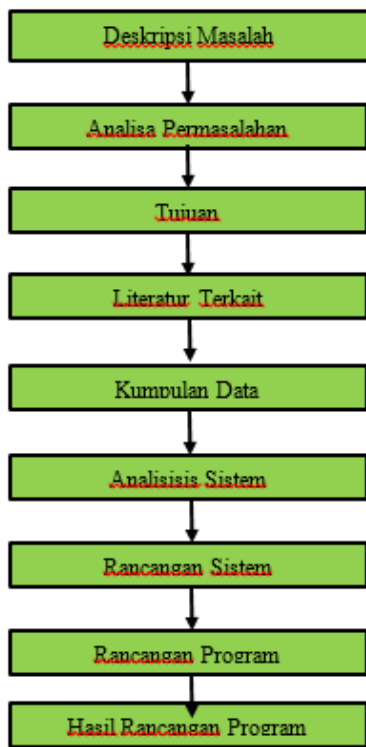 Deskripsi Masalah
Analisa Permasalahan
Tujuan
Literatur Terkait
Kumpulan Data
Analisisis Sistem
Rancangan Sistem
Rancangan Program
Hasil Rancangan Program